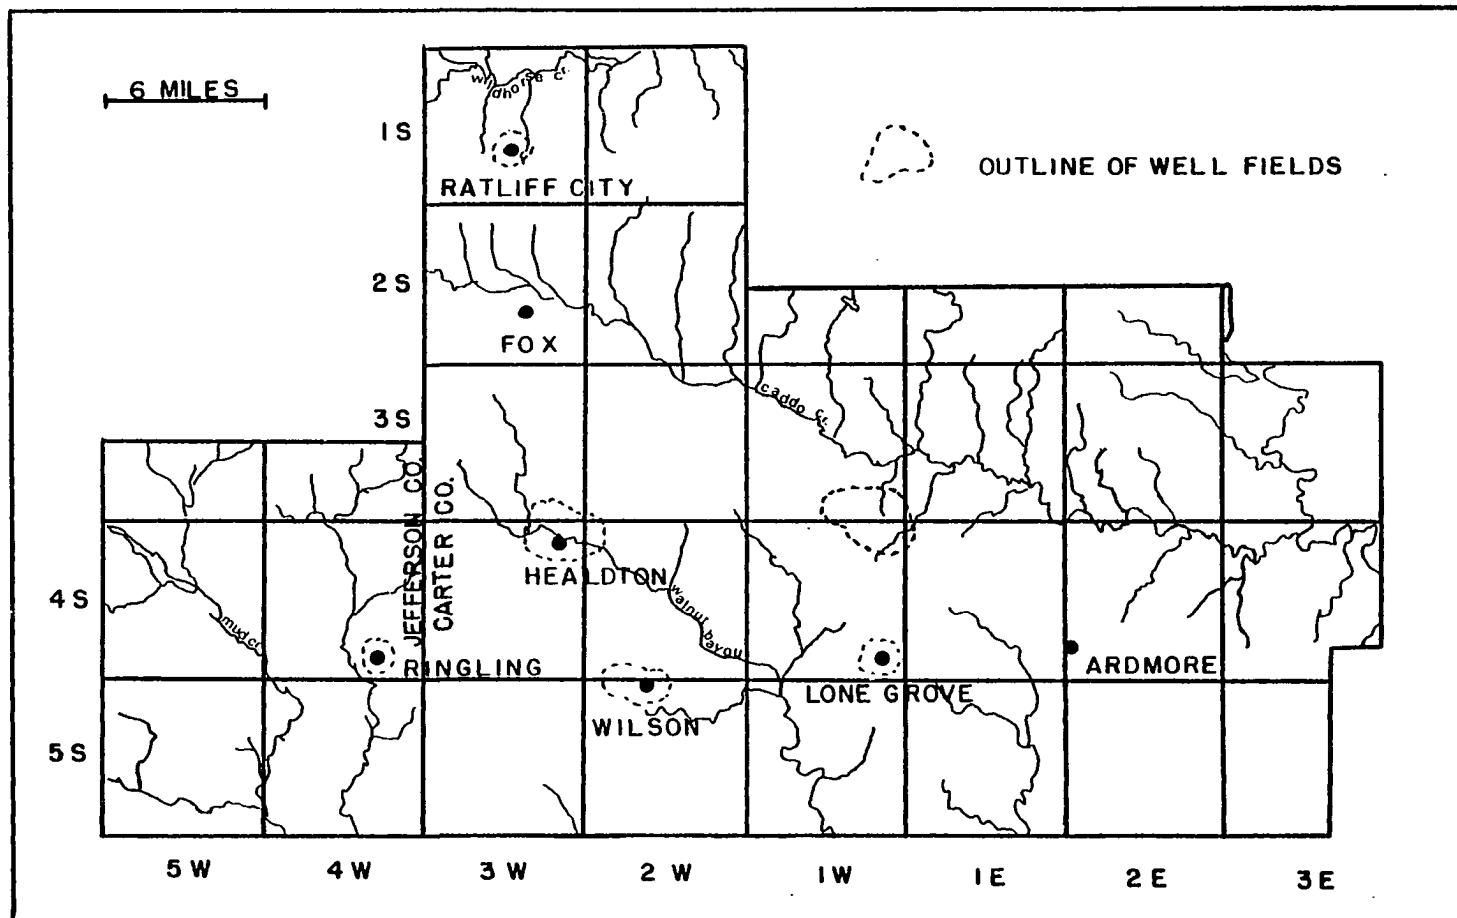 6 MILES
wildhorse cr.
1S
cr
OUTLINE OF WELL FIELDS
RATLIFF CITY
2S
FOX
caddo cr.
3S
JEFFERSON CO.
CARTER CO.
HEALDTON
4S
walnut bayou
mud cr.
RINGLING
ARDMORE
LONE GROVE
WILSON
5S
5W 4W 3W 2W 1W 1E 2E 3E